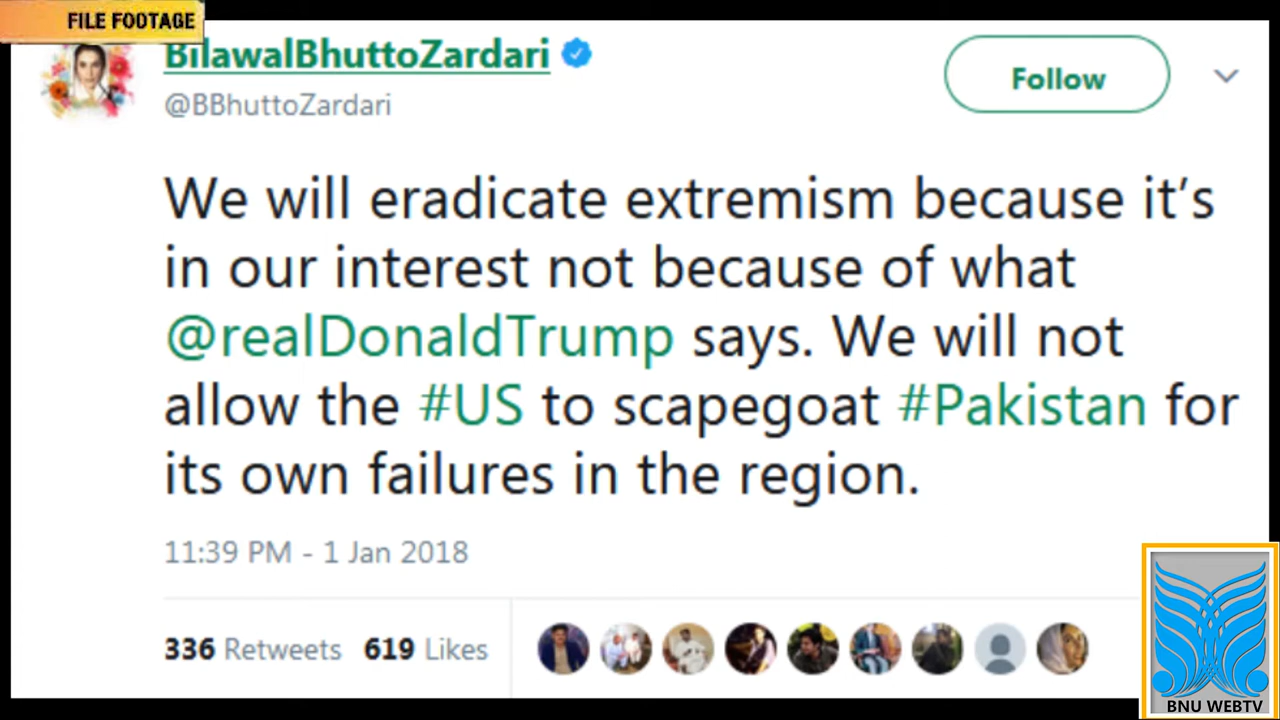 FILE FOOTAGE
BilawalBhuttoZardari
@BBhuttoZardari
Follow
We will eradicate extremism because it’s
in our interest not because of what
@realDonaldTrump says. We will not
allow the #US to scapegoat #Pakistan for
its own failures in the region.
11:39 PM - 1 Jan 2018
336 Retweets 619 Likes
BNU WEBTV